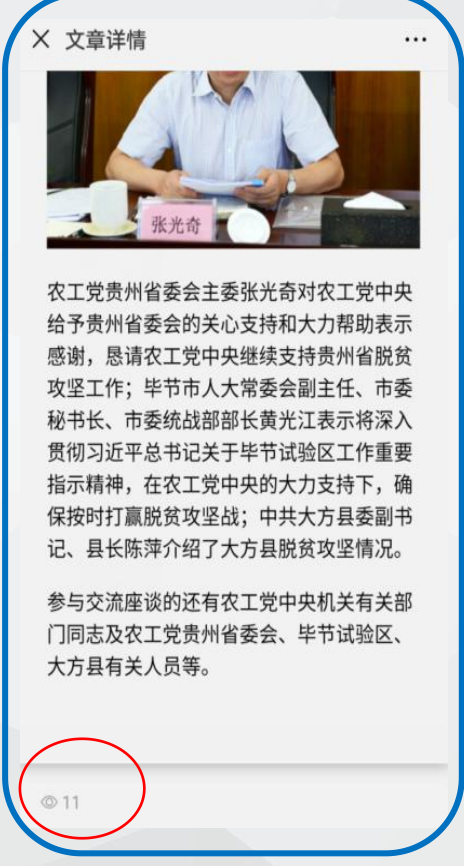 文章详情
张光奇
农工党贵州省委会主委张光奇对农工党中央
给予贵州省委会的关心支持和大力帮助表示
感谢，恳请农工党中央继续支持贵州省脱贫
攻坚工作；毕节市人大常委会副主任、市委
秘书长、市委统战部部长黄光江表示将深入
贯彻习近平总书记关于毕节试验区工作重要
指示精神，在农工党中央的大力支持下，确
保按时打赢脱贫攻坚战；中共大方县委副书
记、县长陈萍介绍了大方县脱贫攻坚情况。
参与交流座谈的还有农工党中央机关有关部
门同志及农工党贵州省委会、毕节试验区、
大方县有关人员等。
11